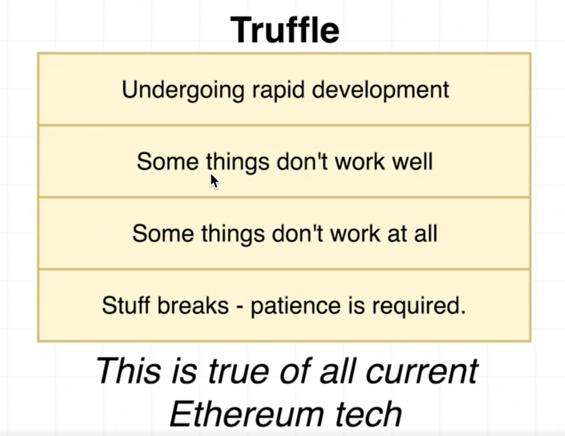 Truffle
Undergoing rapid development
Some things don't work well
Some things don't work at all
Stuff breaks - patience is required.
This is true of all current
Ethereum tech